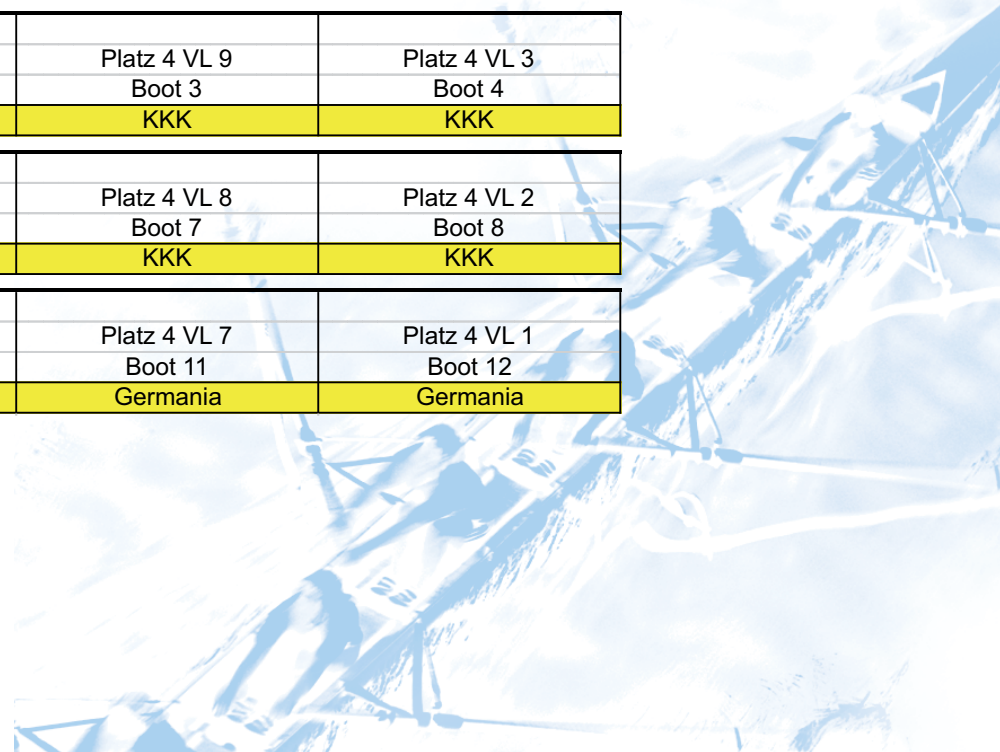 Platz 4 VL 9 Platz 4 VL 3
Boot 3 Boot 4
KKK KKK
Platz 4 VL 8 Platz 4 VL 2
Boot 7 Boot 8
KKK KKK
Platz 4 VL 7 Platz 4 VL 1
Boot 11 Boot 12
Germania Germania